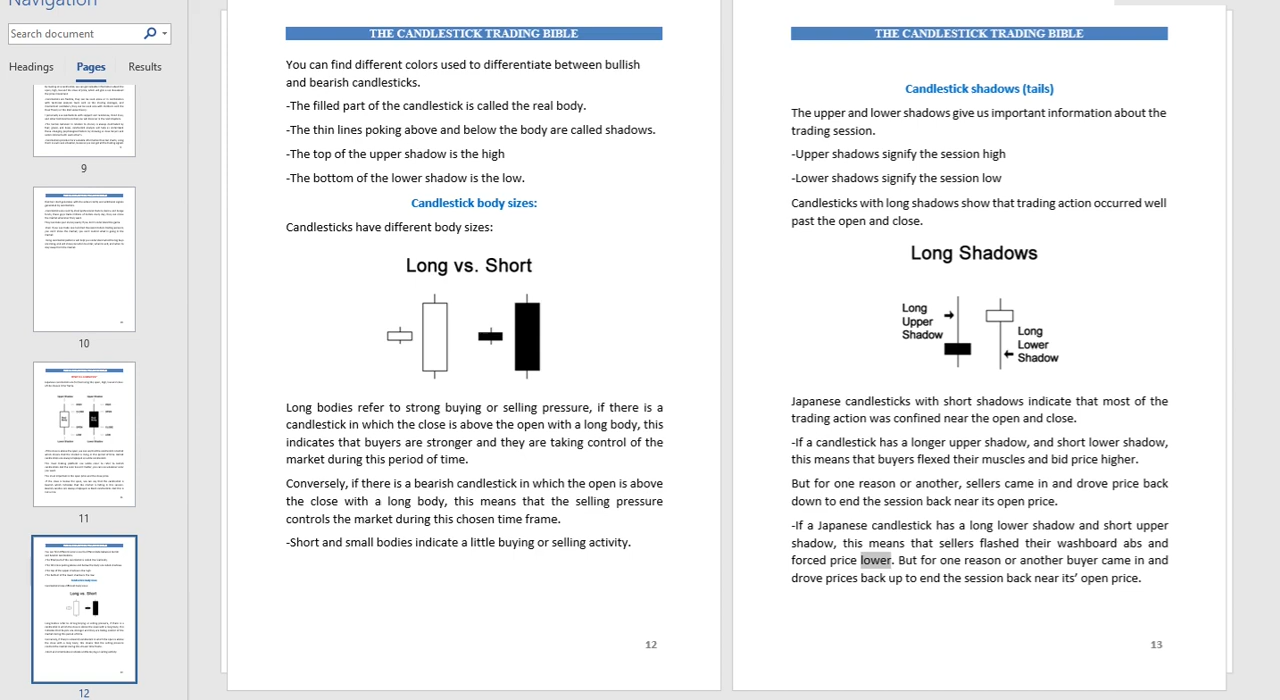 Navigation
Search document
Headings
Pages
Results
9
10
11
12
THE CANDLESTICK TRADING BIBLE
You can find different colors used to differentiate between bullish
and bearish candlesticks.
-The filled part of the candlestick is called the real body.
-The thin lines poking above and below the body are called shadows.
-The top of the upper shadow is the high
-The bottom of the lower shadow is the low.
Candlestick body sizes:
Candlesticks have different body sizes:
Long vs. Short
Long bodies refer to strong buying or selling pressure, if there is a
candlestick in which the close is above the open with a long body, this
indicates that buyers are stronger and they are taking control of the
market during this period of time.
Conversely, if there is a bearish candlestick in which the open is above
the close with a long body, this means that the selling pressure
controls the market during this chosen time frame.
-Short and small bodies indicate a little buying or selling activity.
12
THE CANDLESTICK TRADING BIBLE
Candlestick shadows (tails)
The upper and lower shadows give us important information about the
trading session.
-Upper shadows signify the session high
-Lower shadows signify the session low
Candlesticks with long shadows show that trading action occurred well
past the open and close.
Long Shadows
Long
Upper
Shadow
Long
Lower
Shadow
Japanese candlesticks with short shadows indicate that most of the
trading action was confined near the open and close.
-If a candlestick has a longer upper shadow, and short lower shadow,
this means that buyers flexed their muscles and bid price higher.
But for one reason or another, sellers came in and drove price back
down to end the session back near its open price.
-If a Japanese candlestick has a long lower shadow and short upper
shadow, this means that sellers flashed their washboard abs and
forced price lower. But for one reason or another buyer came in and
drove prices back up to end the session back near its’ open price.
13